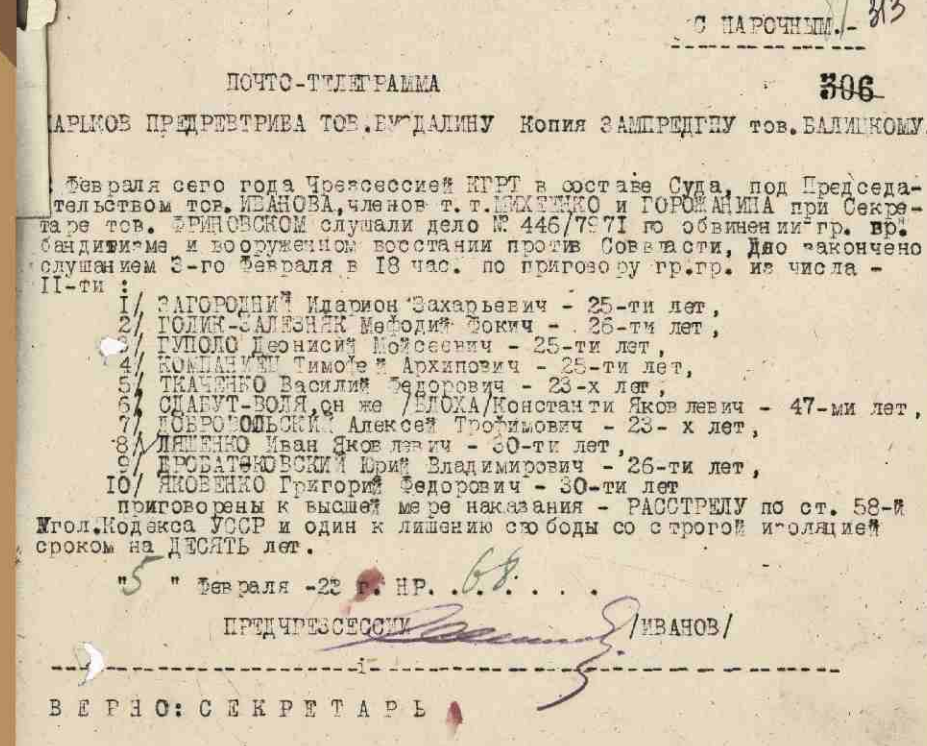 313
С НАРОЧНЫМ.-
ПОЧТО-ТЕЛЕГРАММА
306
ХАРЬКОВ ПРЕДРЕВТРИБА ТОВ. Копия ЗАМПРЕДГПУ тов.БАЛИЦКОМУ.
Февраля сего года Чрезсессией КГРТ в составе Суда, под Председа-
тельством тов.ИВАНОВА,членов т.т.МИХЕЕНКО и ГОРОЖАНИНА при Секре-
таре тов. ФРИНОВСКОМ слушали дело № 446/7971 по обвинении гр. вр.
бандитизме и вооруженном восстании против Соввласти, Дло закончено
слушанием 3-го Февраля в 18 час. по приговору гр.гр. из числа -
II-ти :
1/ ЗАГОРОДНИЙ Иларион Захарьевич - 25-ти лет,
2/ ГОЛИК-ЗАЛЕЗНЯК Мефодий Фокич - 26-ти лет,
3/ ГУПОЛО Деонисий Мойсеевич - 25-ти лет,
4/ КОМПАНИЕЦ Тимофей Архипович - 25-ти лет,
5/ ТКАЧЕНКО Василий Федорович - 23-х лет,
6/ СДАБУТ-ВОЛЯ,он же /БЛОХА/Константи Яковлевич - 47-ми лет,
7/ ДОБРОВОЛЬСКИЙ Алексей Трофимович - 23- х лет,
8/ ЛЯШЕНКО Иван Яковлевич - 30-ти лет,
9/ ДРОБАТЯКОВСКИЙ Юрий Владимирович - 26-ти лет,
10/ ЯКОВЕНКО Григорий Федорович - 30-ти лет
приговорены к высшей мере наказания - РАССТРЕЛУ по ст. 58-й
Угол.Кодекса УССР и один к лишению свободы со строгой изоляцией
сроком на ДЕСЯТЬ лет.
"5 " Февраля -23 г. НР. . 68. . . . .
ПРЕДЧРЕЗСЕССИИ /ИВАНОВ/
В Е Р Н О: С Е К Р Е Т А Р Ь